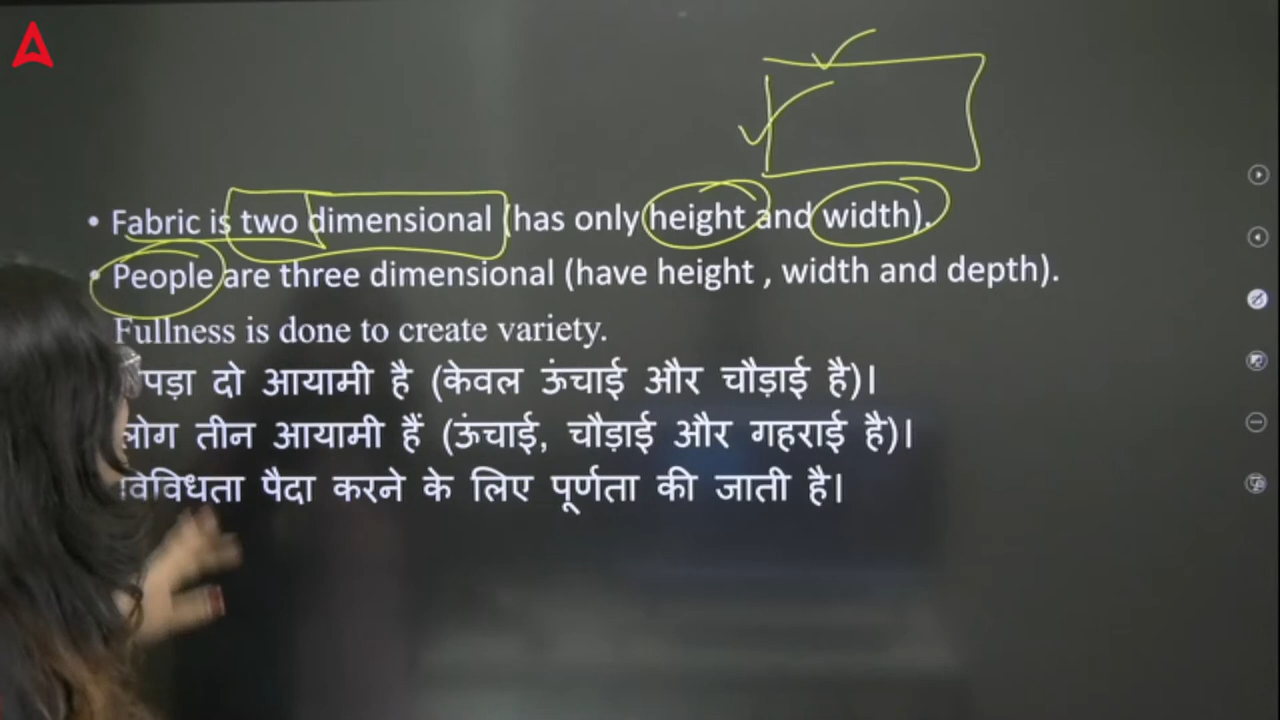 • Fabric is two dimensional (has only height and width).
• People are three dimensional (have height , width and depth).
Fullness is done to create variety.
दो आयामी है (केवल ऊंचाई और चौड़ाई है)।
लोग तीन आयामी हैं (ऊंचाई, चौड़ाई और गहराई है)।
विविधता पैदा करने के लिए पूर्णता की जाती है।